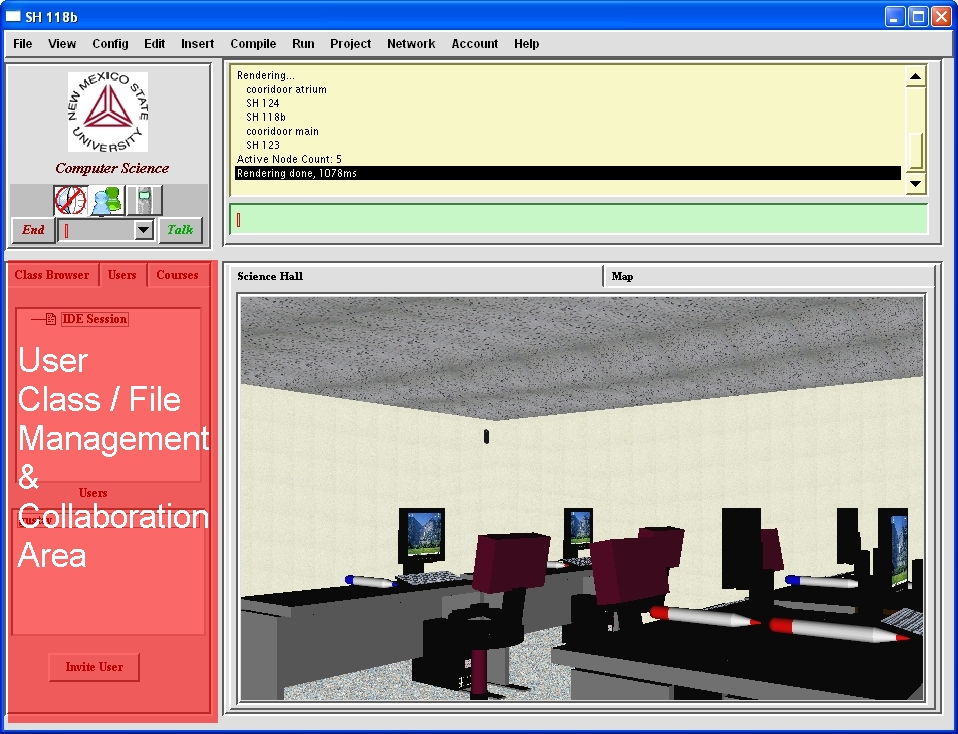 SH 118b
File View Config Edit Insert Compile Run Project Network Account Help
NEW MEXICO STATE UNIVERSITY
Computer Science
End Talk
Rendering...
cooridoor atrium
SH 124
SH 118b
cooridoor main
SH 123
Active Node Count: 5
Rendering done, 1078ms
Class Browser Users Courses
IDE Session
User
Class / File
Management
&
Collaboration
Area
Users
Invite User
Science Hall Map